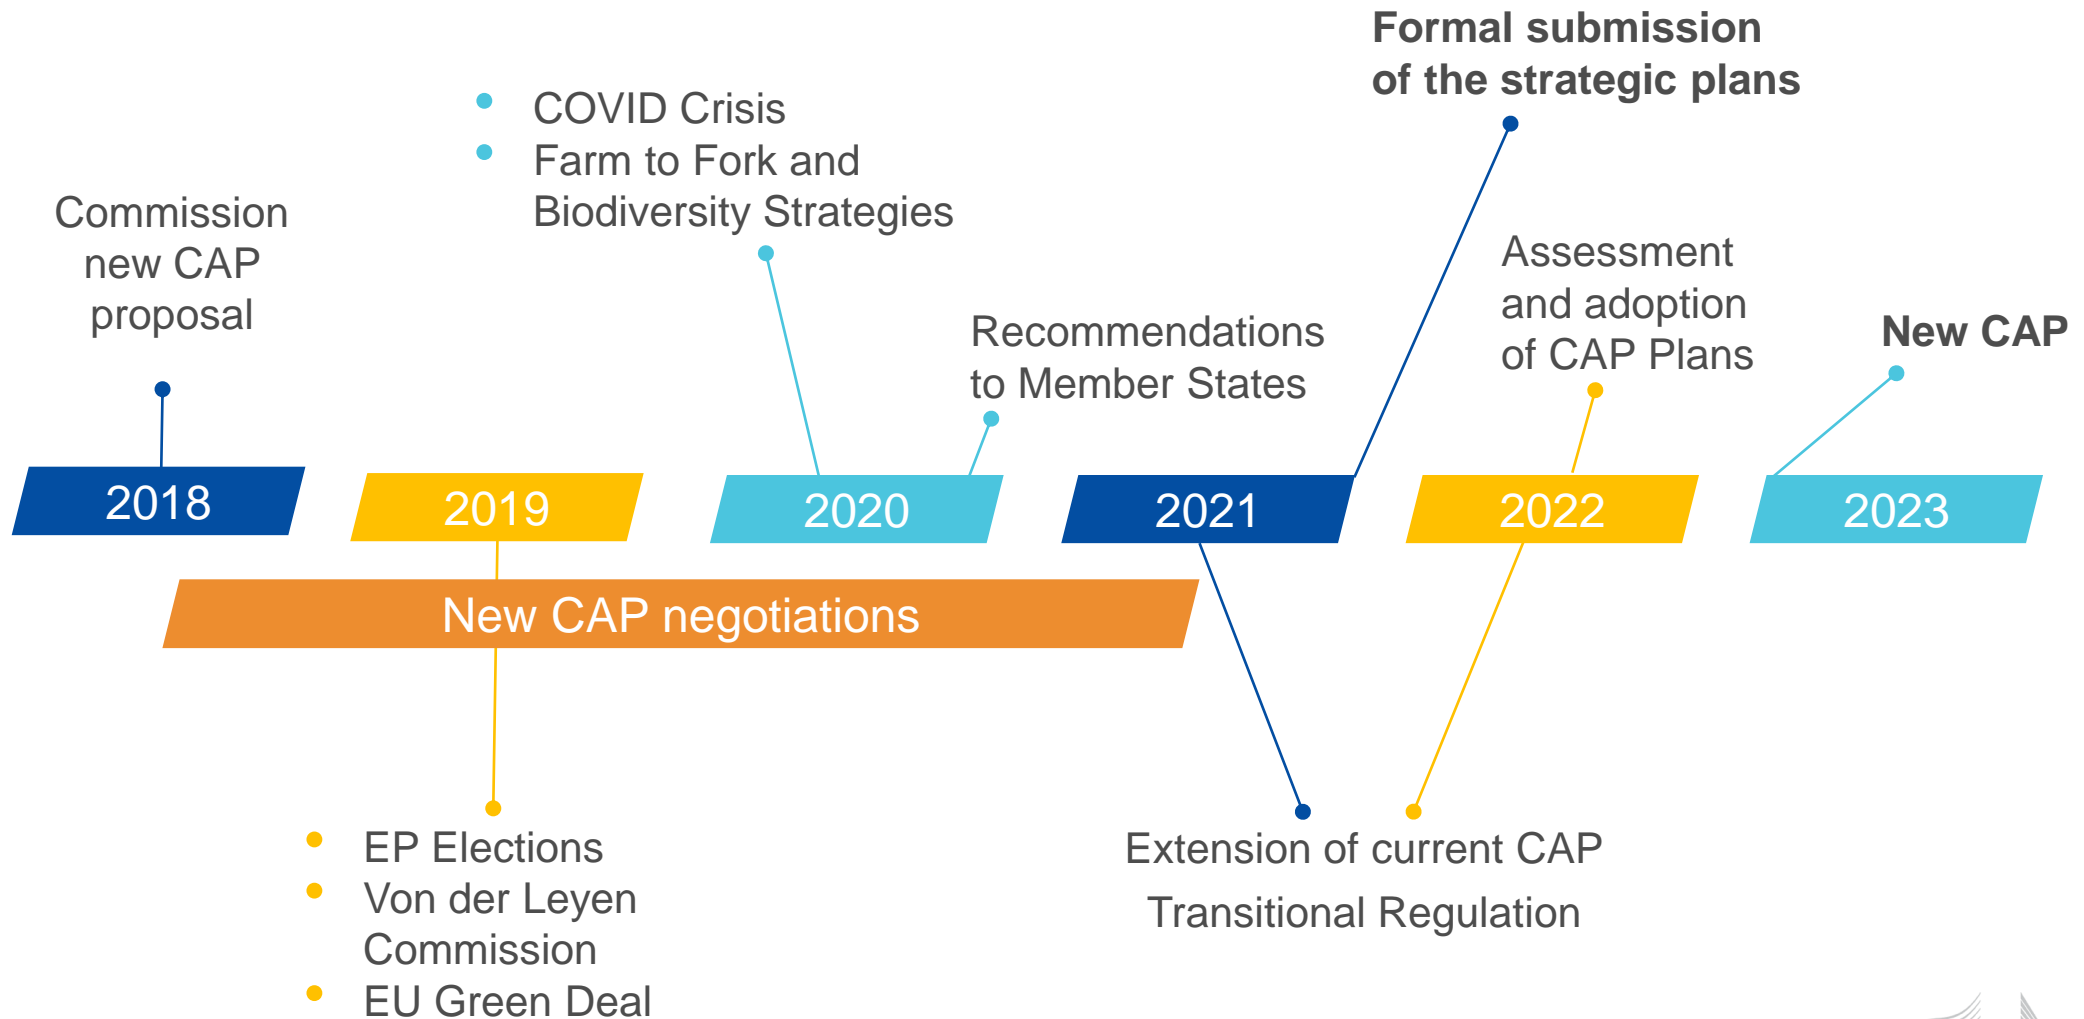 Formal submission
of the strategic plans
COVID Crisis
Farm to Fork and
Biodiversity Strategies
Commission
new CAP
proposal
Assessment
and adoption
of CAP Plans
Recommendations
to Member States
New CAP
2018
2019
2020
2021
2022
2023
New CAP negotiations
EP Elections
Von der Leyen
Commission
EU Green Deal
Extension of current CAP
Transitional Regulation